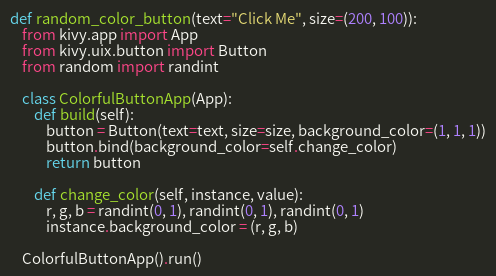 def random_color_button(text="Click Me", size=(200, 100)):
    from kivy.app import App
    from kivy.uix.button import Button
    from random import randint

    class ColorfulButtonApp(App):
        def build(self):
            button = Button(text=text, size=size, background_color=(1, 1, 1))
            button.bind(background_color=self.change_color)
            return button

        def change_color(self, instance, value):
            r, g, b = randint(0, 1), randint(0, 1), randint(0, 1)
            instance.background_color = (r, g, b)

    ColorfulButtonApp().run()